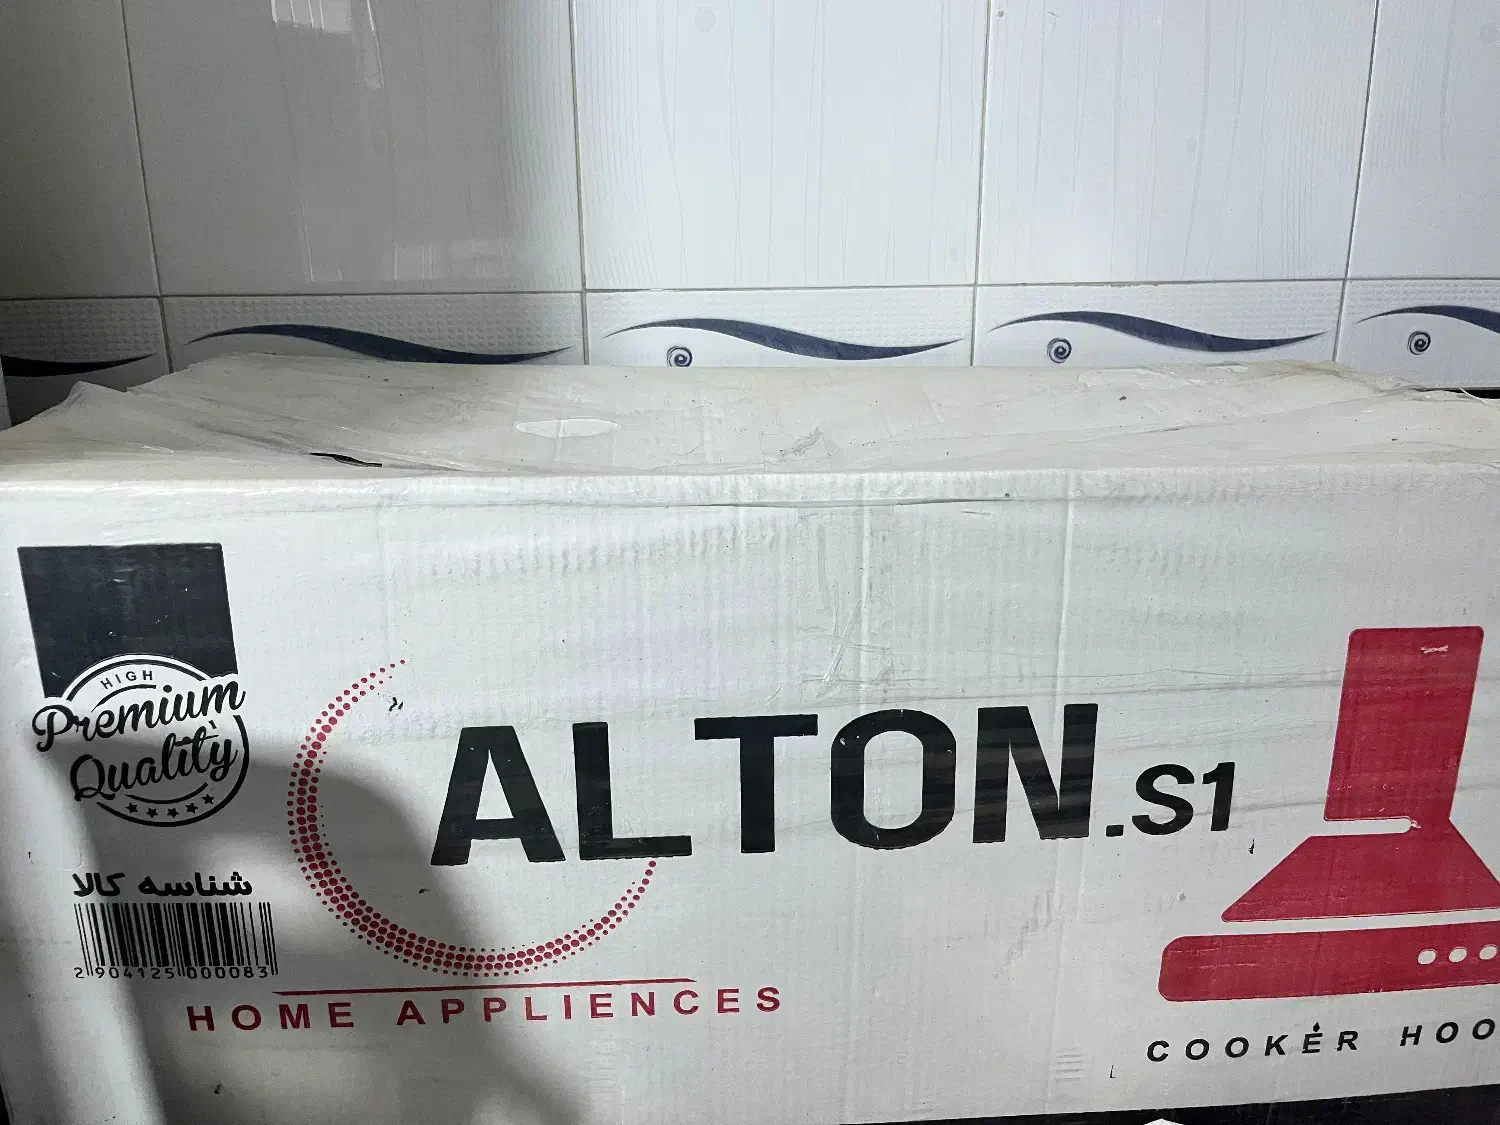 HIGH
Premium
Quality
ALTON.S1
شناسه کالا
2904125000083
HOME APPLIENCES
COOKER HOO